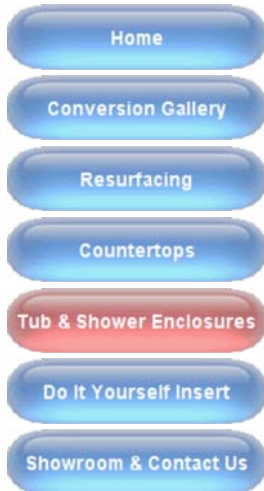 Home
Conversion Gallery
Resurfacing
Countertops
Tub & Shower Enclosures
Do It Yourself Insert
Showroom & Contact Us